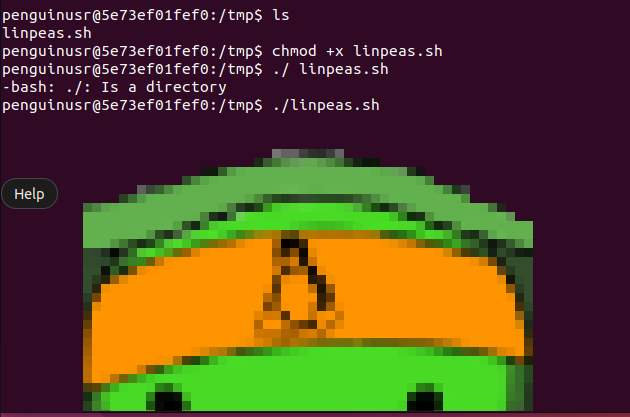 penguinusr@5e73ef01fef0:/tmp$ ls
linpeas.sh
penguinusr@5e73ef01fef0:/tmp$ chmod +x linpeas.sh
penguinusr@5e73ef01fef0:/tmp$ ./ linpeas.sh
-bash: ./: Is a directory
penguinusr@5e73ef01fef0:/tmp$ ./linpeas.sh
Help